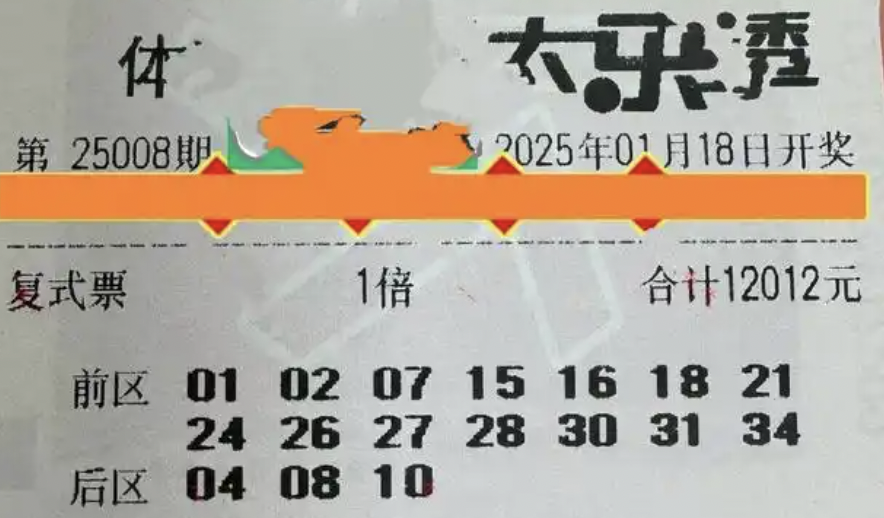 体 大乐透
第 25008期 2025年01月18日开奖
复式票 1倍 合计12012元
前区 01 02 07 15 16 18 21
24 26 27 28 30 31 34
后区 04 08 10